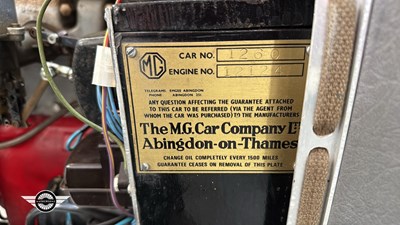 MG
CAR NO. 1260
ENGINE NO.
TELEGRAMS. EMGEE ABINGDON
PHONE ABINGDON 251
ANY QUESTION AFFECTING THE GUARANTEE ATTACHED
TO THIS CAR TO BE REFERRED (VIA THE AGENT FROM
WHOM THE CAR WAS PURCHASED) TO THE MANUFACTURERS
The M.G. Car Company Ltd
Abingdon-on-Thames
CHANGE OIL COMPLETELY EVERY 1500 MILES
GUARANTEE CEASES ON REMOVAL OF THIS PLATE